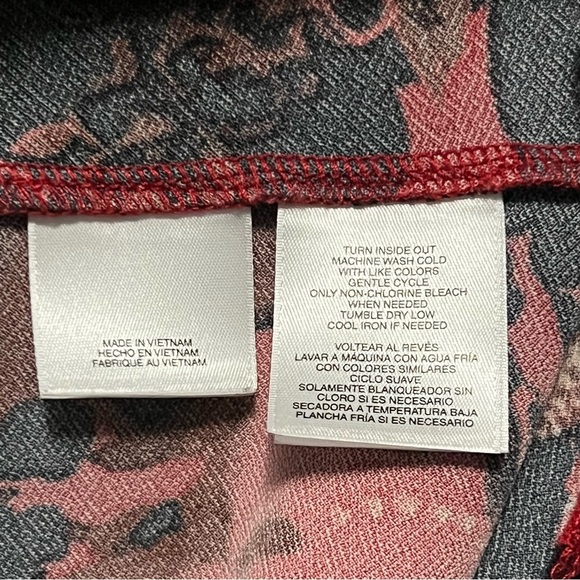 MADE IN VIETNAM
HECHO EN VIETNAM
FABRIQUÉ AU VIETNAM
TURN INSIDE OUT
MACHINE WASH COLD
WITH LIKE COLORS
GENTLE CYCLE
ONLY NON-CHLORINE BLEACH
WHEN NEEDED
TUMBLE DRY LOW
COOL IRON IF NEEDED
VOLTEAR AL REVÉS
LAVAR A MÁQUINA CON AGUA FRÍA
CON COLORES SIMILARES
CICLO SUAVE
SOLAMENTE BLANQUEADOR SIN
CLORO SI ES NECESARIO
SECADORA A TEMPERATURA BAJA
PLANCHA FRÍA SI ES NECESARIO